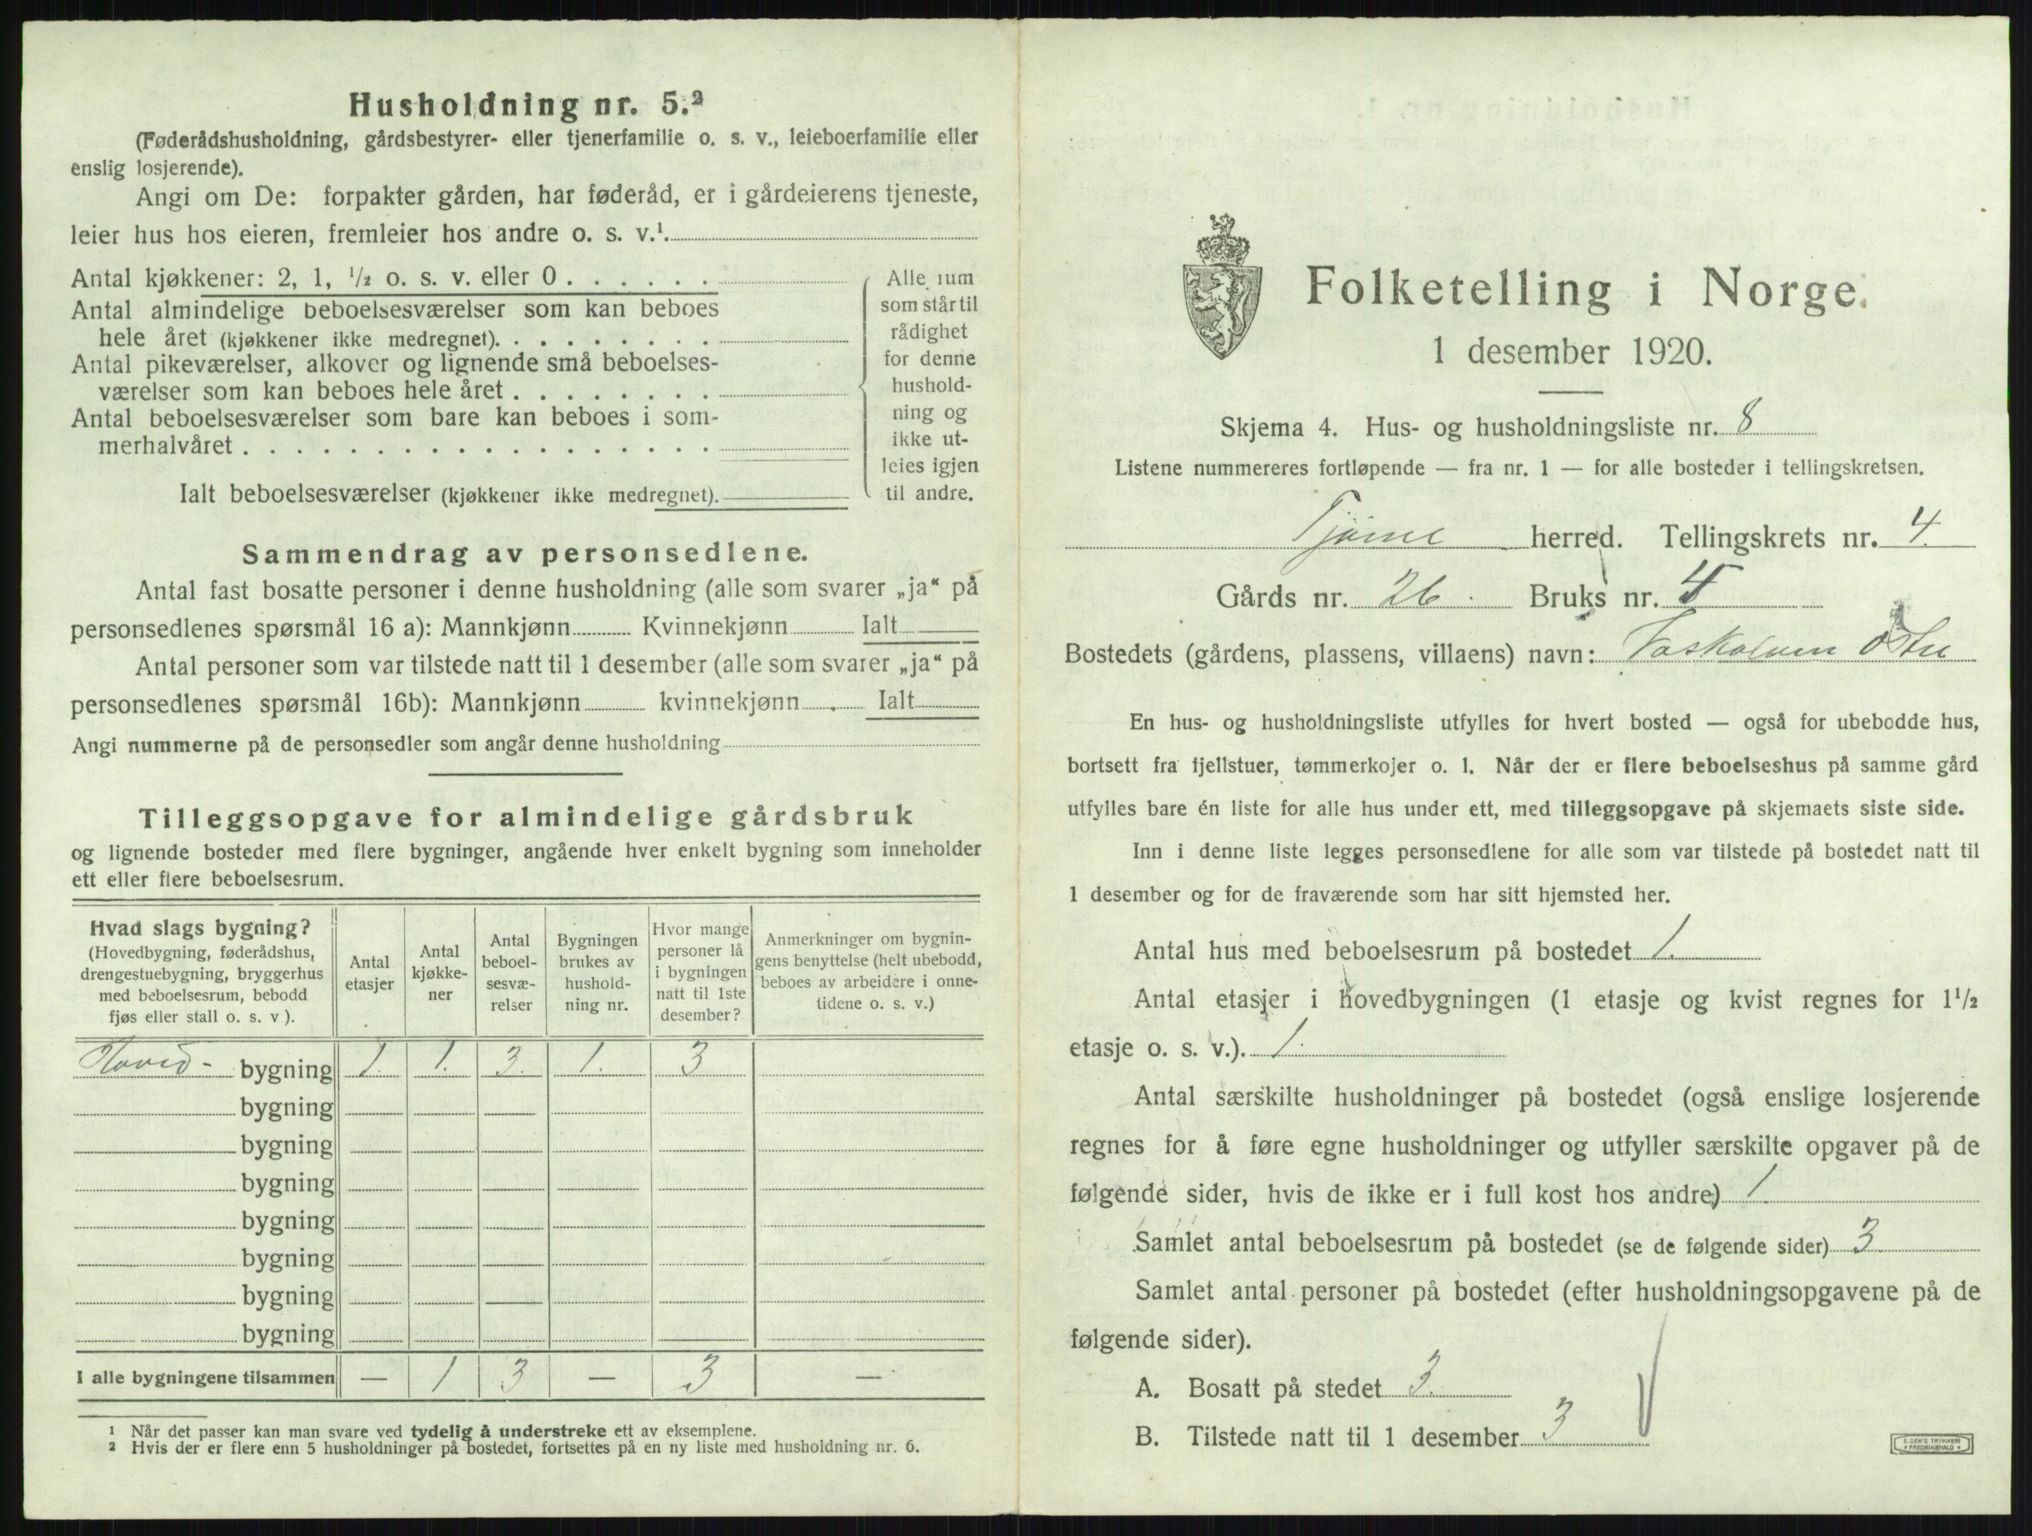 Husholdning nr. 5.²
(Føderådshusholdning, gårdsbestyrer- eller tjenerfamilie o. s. v., leieboerfamilie eller
enslig losjerende).
Angi om De: forpakter gården, har føderåd, er i gårdeierens tjeneste,
leier hus hos eieren, fremleier hos andre o. s. v.¹
Antal kjøkkener: 2, 1, ½ o. s. v. eller 0
Antal almindelige beboelsesværelser som kan beboes
hele året (kjøkkener ikke medregnet)
Antal pikeværelser, alkover og lignende små beboelses-
værelser som kan beboes hele året
Antal beboelsesværelser som bare kan beboes i som-
merhalvåret
Ialt beboelsesværelser (kjøkkener ikke medregnet)
Alle rum
som står til
rådighet
for denne
hushold-
ning og
ikke ut-
leies igjen
til andre.
Sammendrag av personsedlene.
Antal fast bosatte personer i denne husholdning (alle som svarer „ja“ på
personsedlenes spørsmål 16 a): Mannkjønn Kvinnekjønn Ialt
Antal personer som var tilstede natt til 1 desember (alle som svarer „ja“ på
personsedlenes spørsmål 16b): Mannkjønn kvinnekjønn Ialt
Angi nummerne på de personsedler som angår denne husholdning
Tilleggsopgave for almindelige gårdsbruk
og lignende bosteder med flere bygninger, angående hver enkelt bygning som inneholder
ett eller flere beboelsesrum.
Hvad slags bygning?
(Hovedbygning, føderådshus,
drengestuebygning, bryggerhus
med beboelsesrum, bebodd
fjøs eller stall o. s. v ).
Antal
etasjer
Antal
kjøkke-
ner
Antal
beboel-
sesvæ-
relser
Bygningen
brukes av
hushold-
ning nr.
Hvor mange
personer lå
i bygningen
natt til 1ste
desember?
Anmerkninger om bygnin-
gens benyttelse (helt ubebodd,
beboes av arbeidere i onne-
tidene o. s. v.)
Hoved- bygning 1. 1. 3. 1. 3
bygning
bygning
bygning
bygning
bygning
bygning
bygning
I alle bygningene tilsammen — 1 3 — 3 —
¹ Når det passer kan man svare ved tydelig å understreke ett av eksemplene.
² Hvis der er flere enn 5 husholdninger på bostedet, fortsettes på en ny liste med husholdning nr. 6.
Folketelling i Norge.
1 desember 1920.
Skjema 4. Hus- og husholdningsliste nr. 8
Listene nummereres fortløpende — fra nr. 1 — for alle bosteder i tellingskretsen.
Tjøme herred. Tellingskrets nr. 4.
Gårds nr. 26. Bruks nr.
Bostedets (gårdens, plassens, villaens) navn: Østre
En hus- og husholdningsliste utfylles for hvert bosted — også for ubebodde hus,
bortsett fra fjellstuer, tømmerkojer o. l. Når der er flere beboelseshus på samme gård
utfylles bare én liste for alle hus under ett, med tilleggsopgave på skjemaets siste side.
Inn i denne liste legges personsedlene for alle som var tilstede på bostedet natt til
1 desember og for de fraværende som har sitt hjemsted her.
Antal hus med beboelsesrum på bostedet 1.
Antal etasjer i hovedbygningen (1 etasje og kvist regnes for 1½
etasje o. s. v.). 1.
Antal særskilte husholdninger på bostedet (også enslige losjerende
regnes for å føre egne husholdninger og utfyller særskilte opgaver på de
følgende sider, hvis de ikke er i full kost hos andre) 1.
Samlet antal beboelsesrum på bostedet (se de følgende sider) 3
Samlet antal personer på bostedet (efter husholdningsopgavene på de
følgende sider).
A. Bosatt på stedet 3.
B. Tilstede natt til 1 desember 3